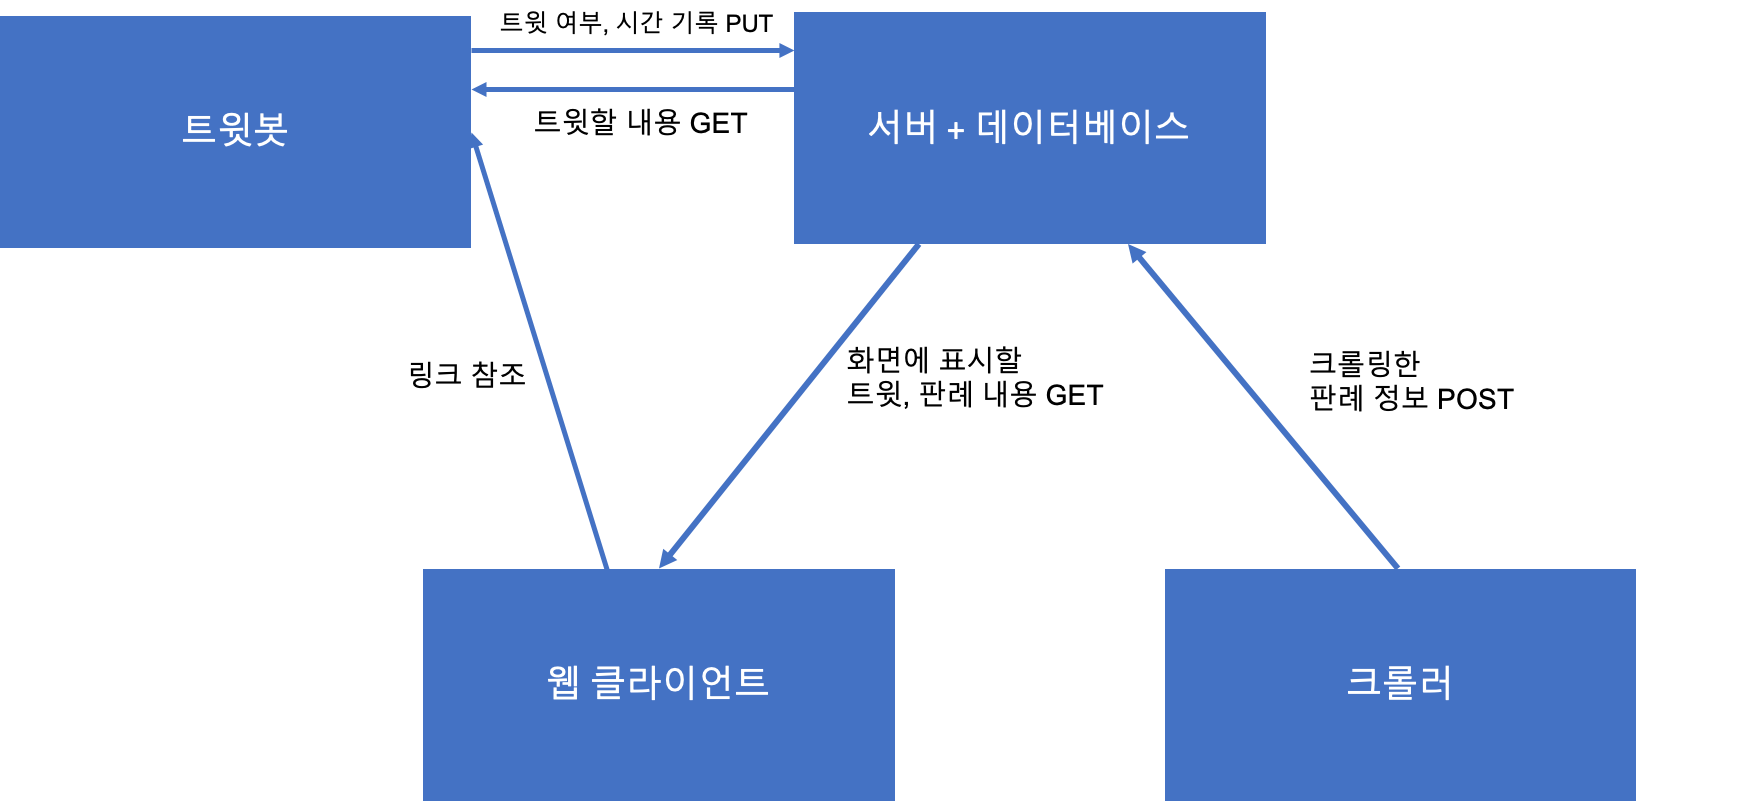 트윗 여부, 시간 기록 PUT
트윗봇
트윗할 내용 GET
서버 + 데이터베이스
링크 참조
화면에 표시할
트윗, 판례 내용 GET
크롤링한
판례 정보 POST
웹 클라이언트
크롤러